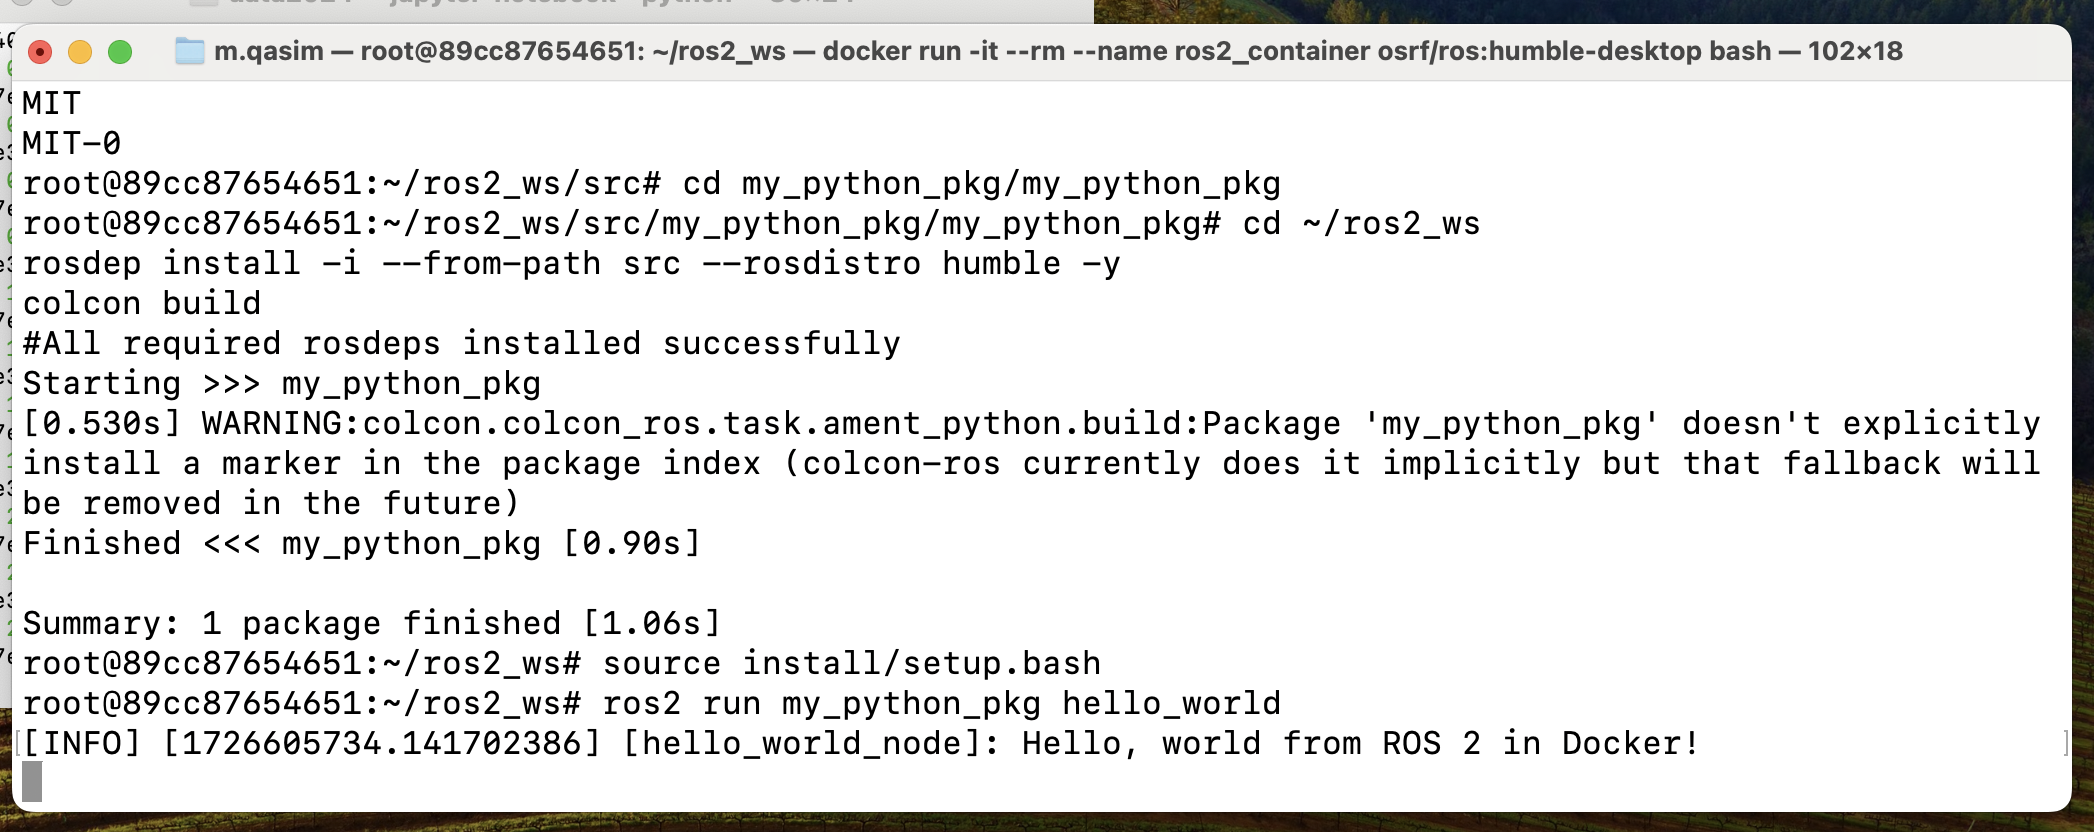 m.qasim — root@89cc87654651: ~/ros2_ws — docker run -it --rm --name ros2_container osrf/ros:humble-desktop bash — 102×18
MIT
MIT-0
root@89cc87654651:~/ros2_ws/src# cd my_python_pkg/my_python_pkg
root@89cc87654651:~/ros2_ws/src/my_python_pkg/my_python_pkg# cd ~/ros2_ws
rosdep install -i --from-path src --rosdistro humble -y
colcon build
#All required rosdeps installed successfully
Starting >>> my_python_pkg
[0.530s] WARNING:colcon.colcon_ros.task.ament_python.build:Package 'my_python_pkg' doesn't explicitly
install a marker in the package index (colcon-ros currently does it implicitly but that fallback will
be removed in the future)
Finished <<< my_python_pkg [0.90s]
Summary: 1 package finished [1.06s]
root@89cc87654651:~/ros2_ws# source install/setup.bash
root@89cc87654651:~/ros2_ws# ros2 run my_python_pkg hello_world
[INFO] [1726605734.141702386] [hello_world_node]: Hello, world from ROS 2 in Docker!